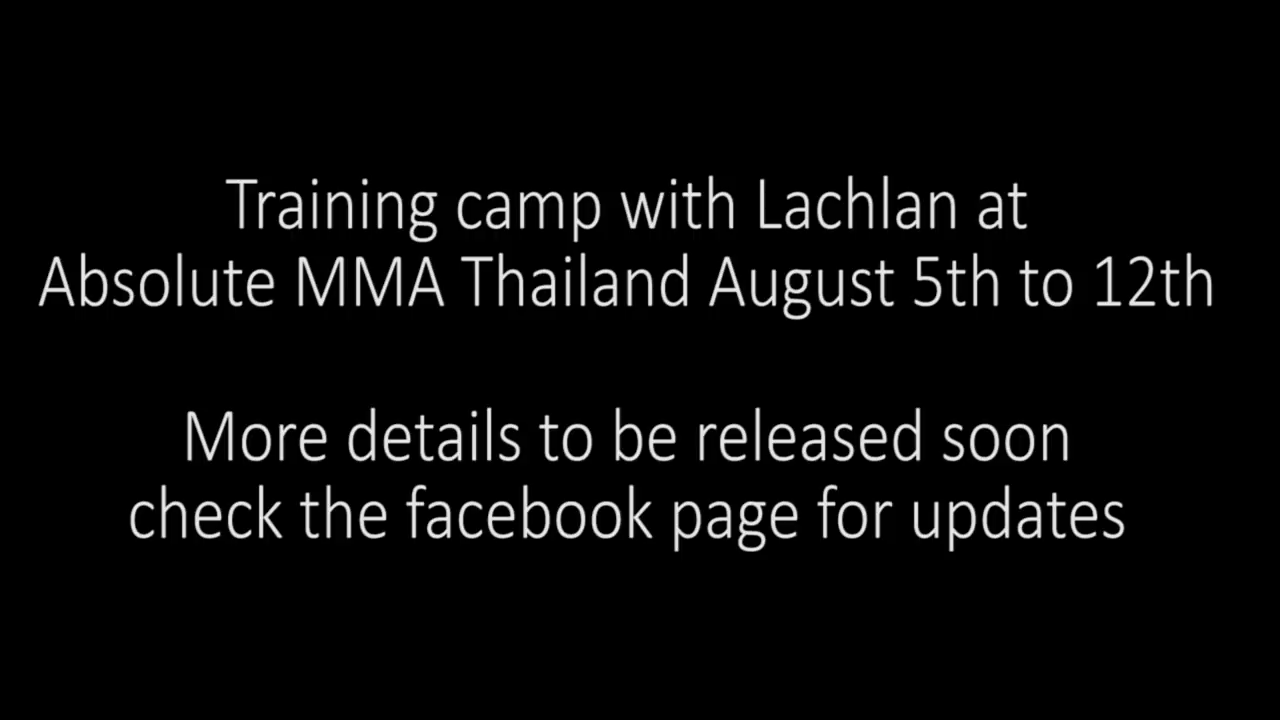 Training camp with Lachlan at
Absolute MMA Thailand August 5th to 12th
More details to be released soon
check the facebook page for updates